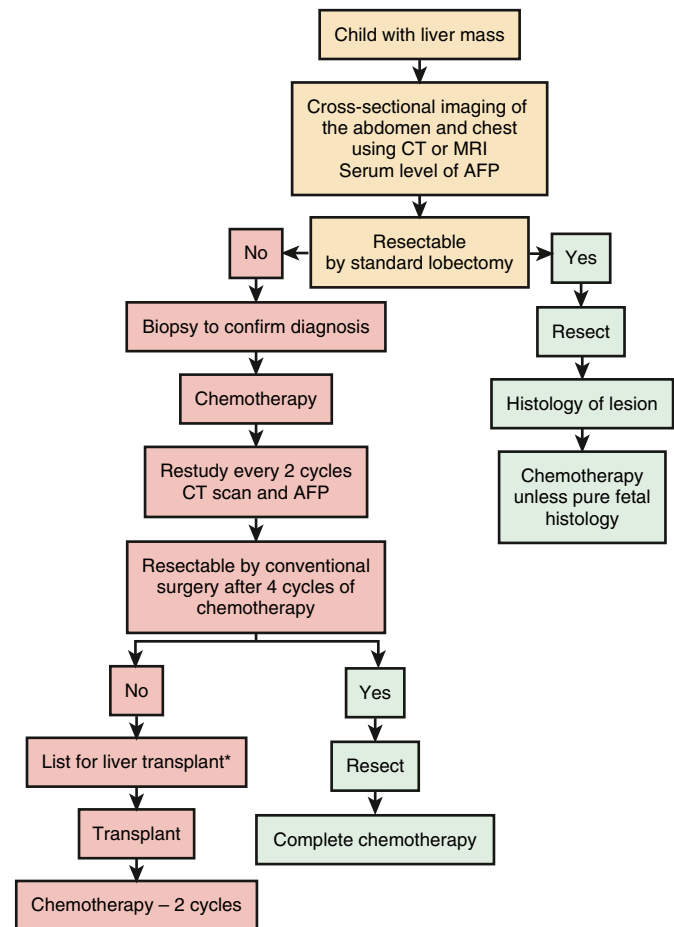 Child with liver mass
Cross-sectional imaging of
the abdomen and chest
using CT or MRI
Serum level of AFP
Resectable
by standard lobectomy
No
Yes
Biopsy to confirm diagnosis
Resect
Chemotherapy
Histology of lesion
Restudy every 2 cycles
CT scan and AFP
Chemotherapy
unless pure fetal
histology
Resectable by conventional
surgery after 4 cycles of
chemotherapy
No
Yes
List for liver transplant*
Resect
Transplant
Complete chemotherapy
Chemotherapy – 2 cycles